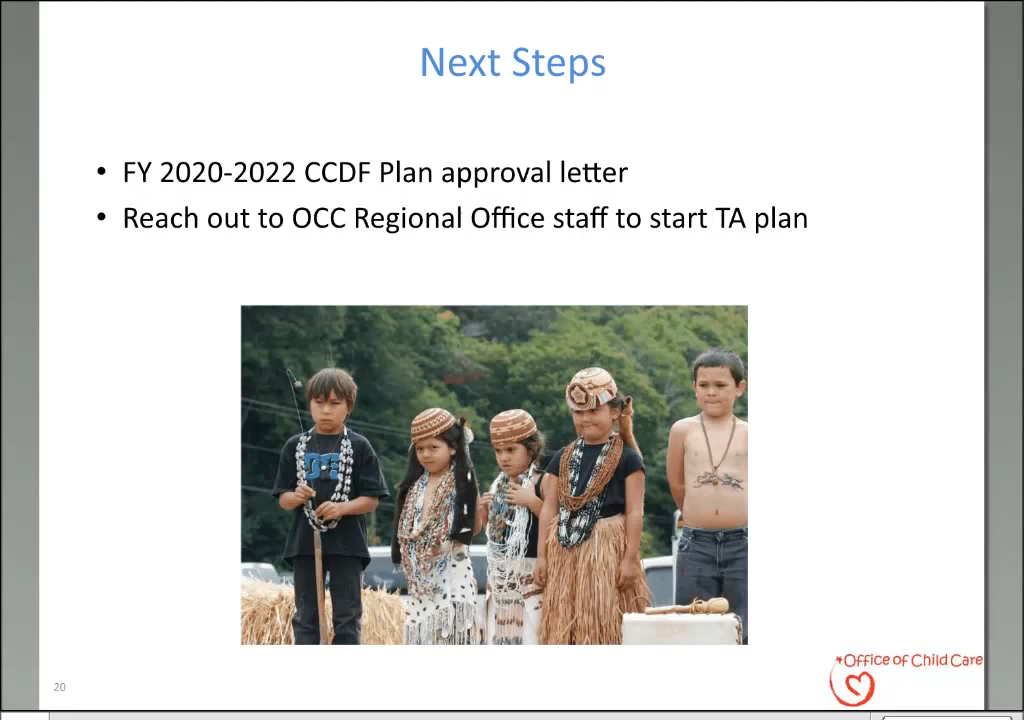 Next Steps
• FY 2020-2022 CCDF Plan approval letter
• Reach out to OCC Regional Office staff to start TA plan
Office of Child Care
20